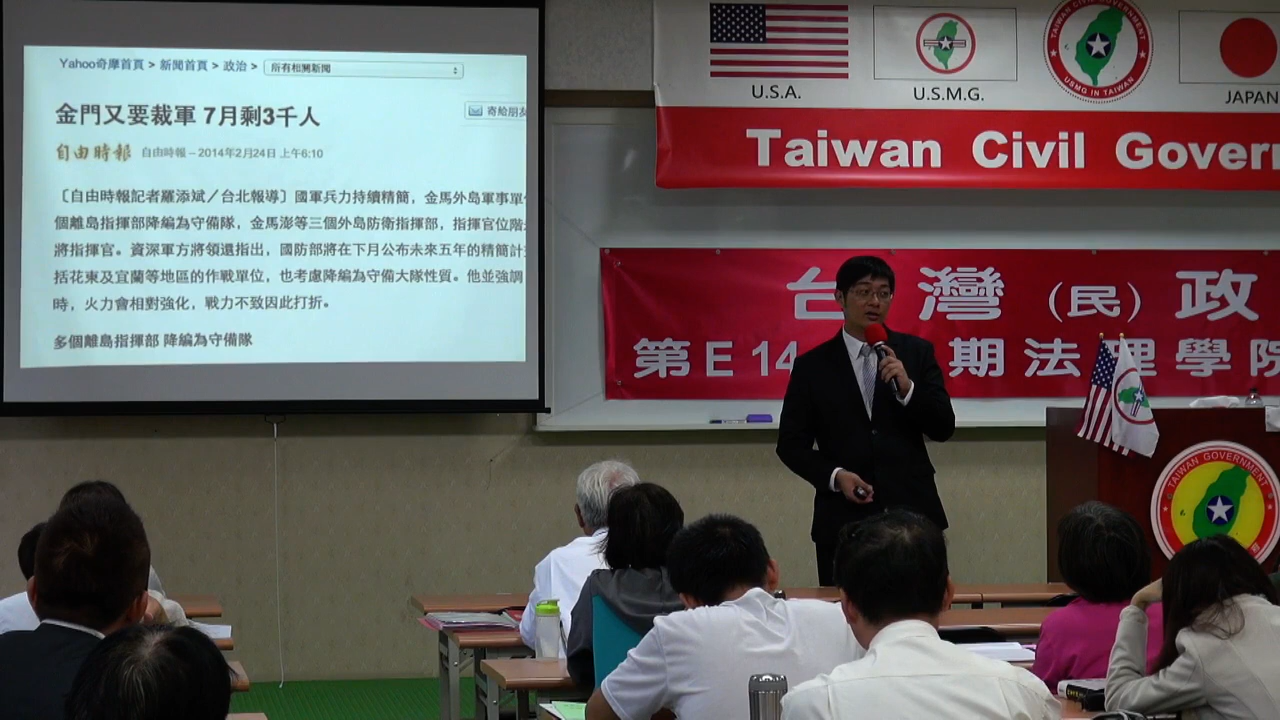 Yahoo奇摩首頁 > 新聞首頁 > 政治 > 所有相關新聞
金門又要裁軍 7月剩3千人
寄給朋友
自由時報 自由時報 – 2014年2月24日 上午6:10
〔自由時報記者羅添斌／台北報導〕國軍兵力持續精簡，金馬外島軍事單
個離島指揮部降編為守備隊，金馬澎等三個外島防衛指揮部，指揮官位階
將指揮官。資深軍方將領還指出，國防部將在下月公布未來五年的精簡計
括花東及宜蘭等地區的作戰單位，也考慮降編為守備大隊性質。他並強調
時，火力會相對強化，戰力不致因此打折。
多個離島指揮部 降編為守備隊
U.S.A.
U.S.M.G.
TAIWAN CIVIL GOVERNMENT
USMG IN TAIWAN
JAPAN
Taiwan Civil Govern
台灣（民）政
第E14 期法理學院
TAIWAN GOVERNMENT